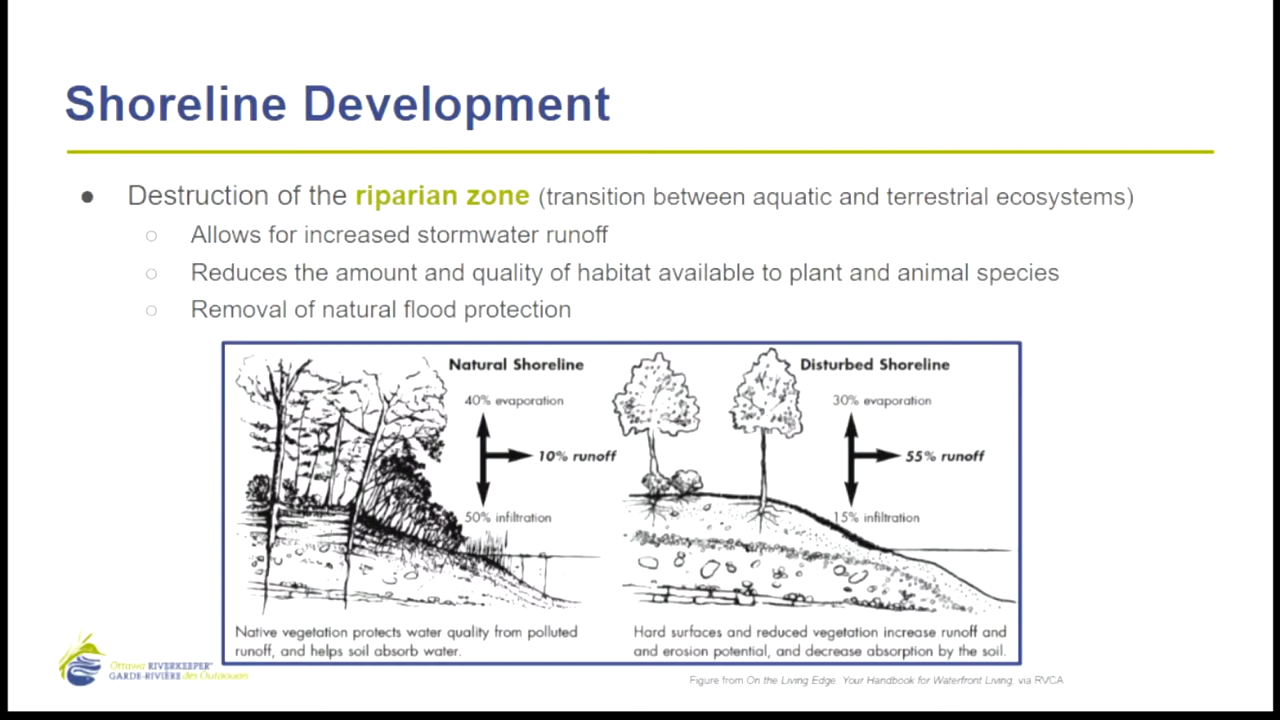 Shoreline Development
● Destruction of the riparian zone (transition between aquatic and terrestrial ecosystems)
○ Allows for increased stormwater runoff
○ Reduces the amount and quality of habitat available to plant and animal species
○ Removal of natural flood protection
Natural Shoreline
40% evaporation
10% runoff
50% infiltration
Native vegetation protects water quality from polluted
runoff, and helps soil absorb water.
Disturbed Shoreline
30% evaporation
55% runoff
15% infiltration
Hard surfaces and reduced vegetation increase runoff and
and erosion potential, and decrease absorption by the soil.
Ottawa RIVERKEEPER
GARDE-RIVIÈRE des Outaouais
Figure from On the Living Edge Your Handbook for Waterfront Living, via RVCA